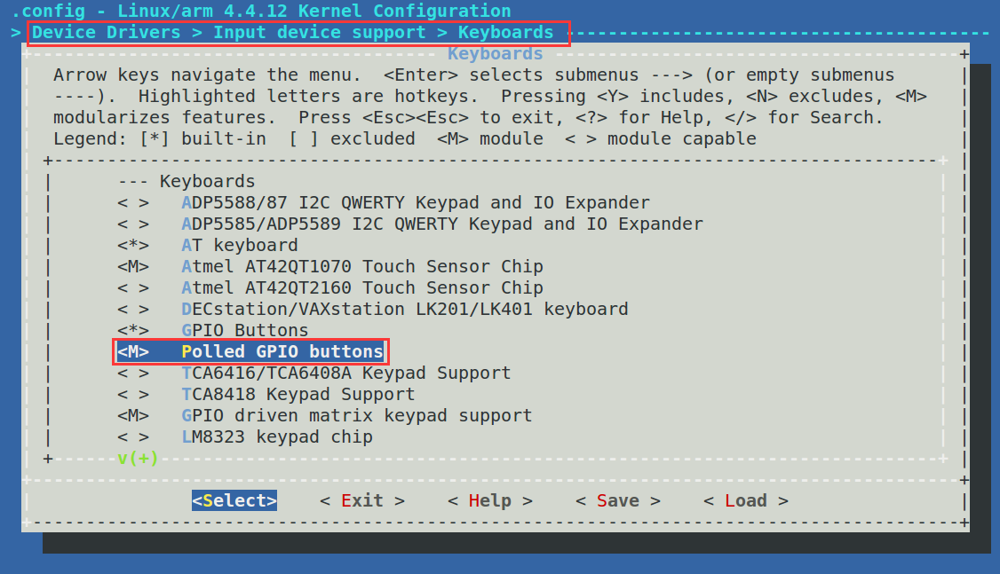 .config - Linux/arm 4.4.12 Kernel Configuration
> Device Drivers > Input device support > Keyboards
Keyboards
Arrow keys navigate the menu. <Enter> selects submenus ---> (or empty submenus
----). Highlighted letters are hotkeys. Pressing <Y> includes, <N> excludes, <M>
modularizes features. Press <Esc><Esc> to exit, <?> for Help, </> for Search.
Legend: [*] built-in [ ] excluded <M> module < > module capable
--- Keyboards
< > ADP5588/87 I2C QWERTY Keypad and IO Expander
< > ADP5585/ADP5589 I2C QWERTY Keypad and IO Expander
<*> AT keyboard
<M> Atmel AT42QT1070 Touch Sensor Chip
< > Atmel AT42QT2160 Touch Sensor Chip
< > DECstation/VAXstation LK201/LK401 keyboard
<*> GPIO Buttons
<M> Polled GPIO buttons
< > TCA6416/TCA6408A Keypad Support
< > TCA8418 Keypad Support
<M> GPIO driven matrix keypad support
< > LM8323 keypad chip
v(+)
<Select> < Exit > < Help > < Save > < Load >